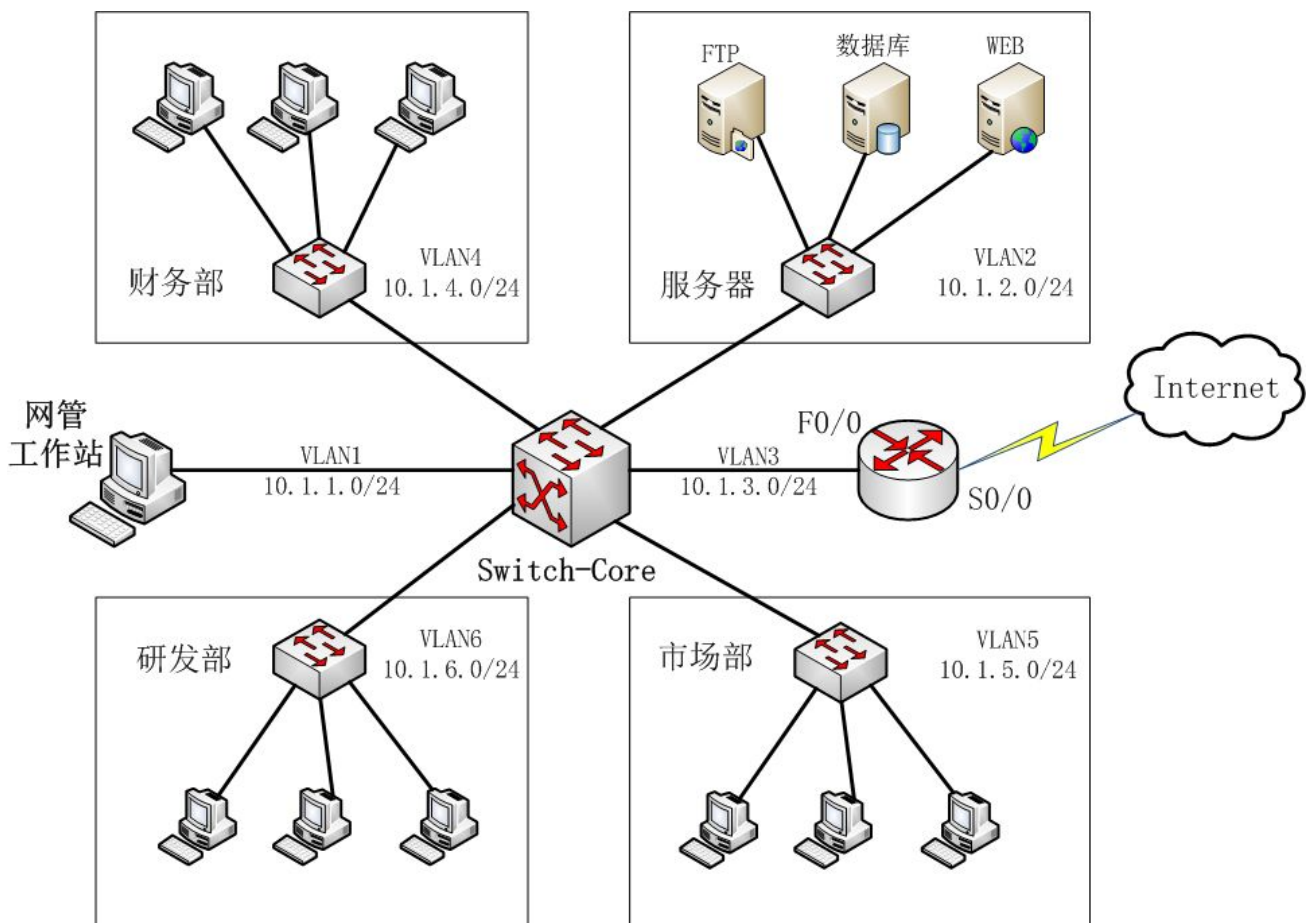 FTP
数据库
WEB
财务部
VLAN4
10.1.4.0/24
服务器
VLAN2
10.1.2.0/24
网管
工作站
VLAN1
10.1.1.0/24
Switch-Core
VLAN3
10.1.3.0/24
F0/0
S0/0
Internet
研发部
VLAN6
10.1.6.0/24
市场部
VLAN5
10.1.5.0/24